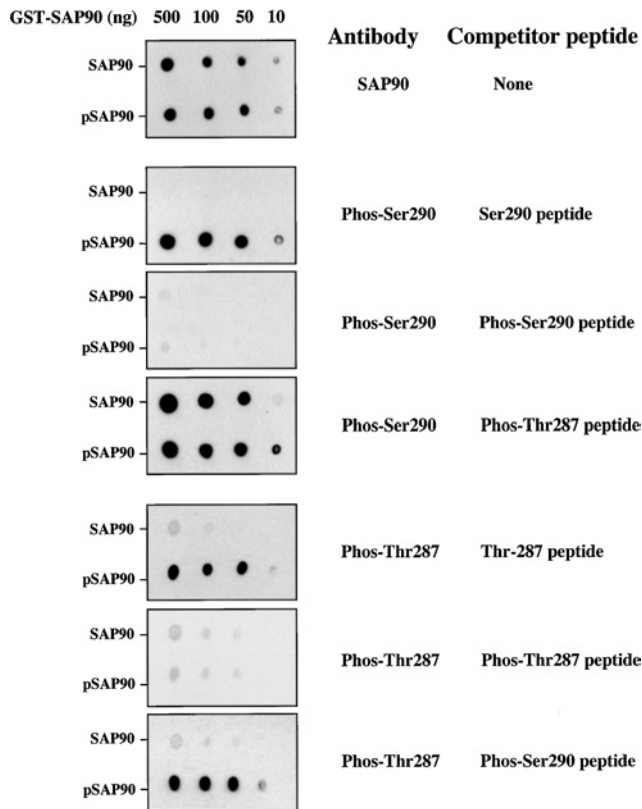 GST-SAP90 (ng) 500 100 50 10
Antibody Competitor peptide
SAP90
SAP90 None
pSAP90
SAP90
Phos-Ser290 Ser290 peptide
pSAP90
SAP90
Phos-Ser290 Phos-Ser290 peptide
pSAP90
SAP90
Phos-Ser290 Phos-Thr287 peptide
pSAP90
SAP90
Phos-Thr287 Thr-287 peptide
pSAP90
SAP90
Phos-Thr287 Phos-Thr287 peptide
pSAP90
SAP90
Phos-Thr287 Phos-Ser290 peptide
pSAP90